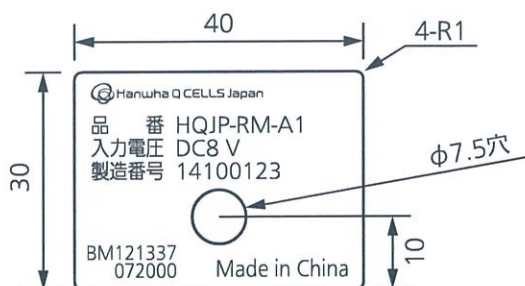 40
4-R1
Hanwha Q CELLS Japan
品 番 HQJP-RM-A1
入力電圧 DC8 V
製造番号 14100123
30
φ7.5穴
10
BM121337
072000
Made in China